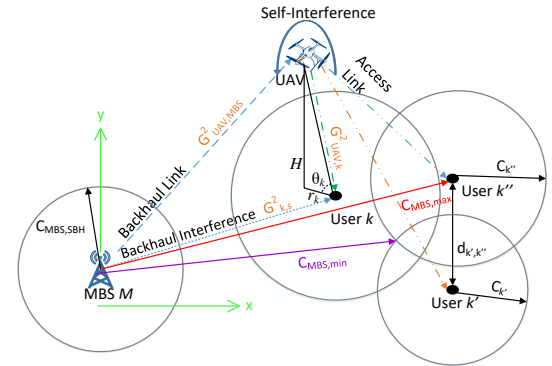 Self-Interference
UAV
Access
Link
G²UAV,MBS
G²UAV,k
y
Backhaul Link
H
θk
rk
Ck''
User k''
CMBS,max
CMBS,SBH
Backhaul Interference
G²k,s
User k
CMBS,min
dk',k''
MBS M
x
User k'
Ck'